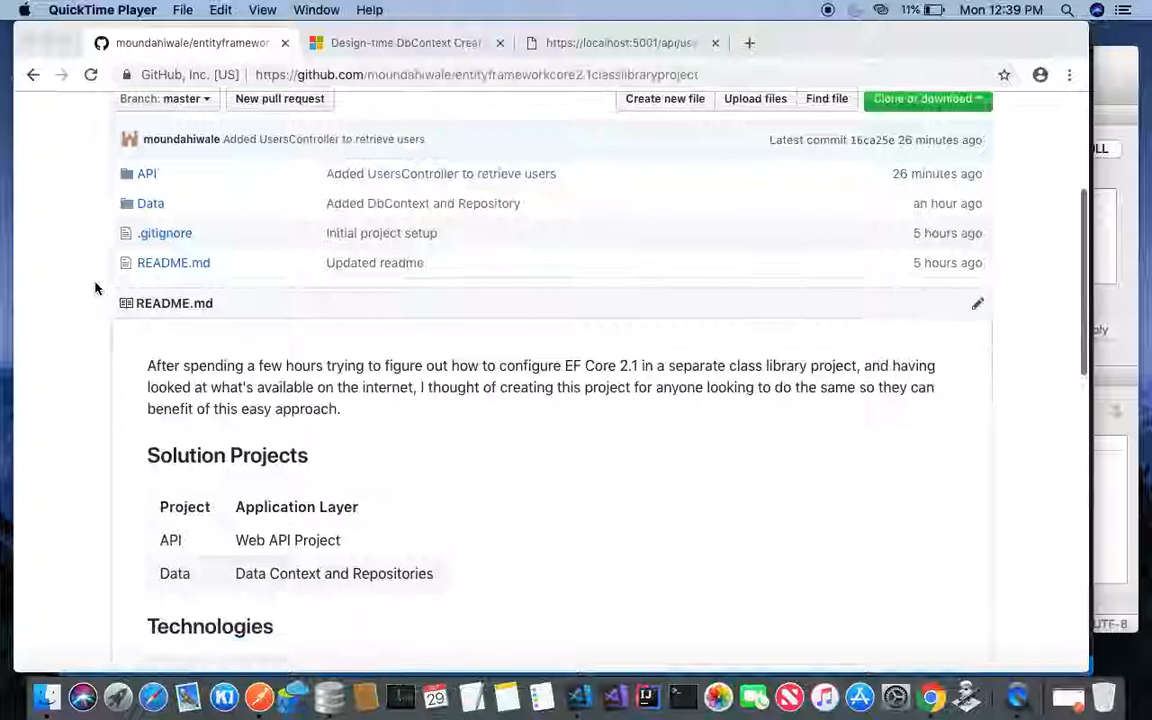 QuickTime Player File Edit View Window Help 11% Mon 12:39 PM
moundahiwale/entityframewor × Design-time DbContext Creat × https://localhost:5001/api/use × +
GitHub, Inc. [US] https://github.com/moundahiwale/entityframeworkcore2.1classlibraryproject
Branch: master New pull request Create new file Upload files Find file Clone or download
moundahiwale Added UsersController to retrieve users Latest commit 16ca25e 26 minutes ago
API Added UsersController to retrieve users 26 minutes ago
Data Added DbContext and Repository an hour ago
.gitignore Initial project setup 5 hours ago
README.md Updated readme 5 hours ago
README.md
After spending a few hours trying to figure out how to configure EF Core 2.1 in a separate class library project, and having
looked at what's available on the internet, I thought of creating this project for anyone looking to do the same so they can
benefit of this easy approach.
Solution Projects
Project Application Layer
API Web API Project
Data Data Context and Repositories
Technologies
UTF-8
29